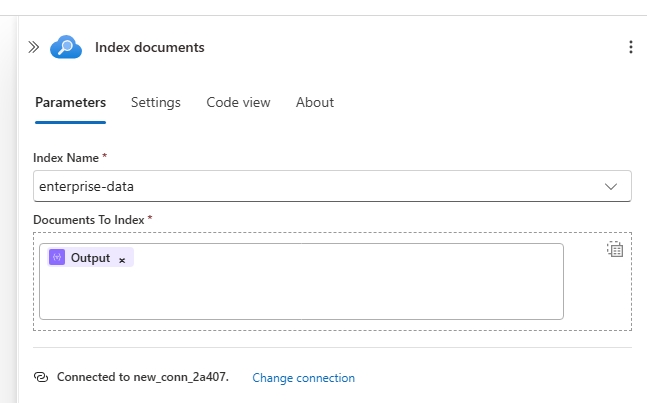 Index documents
Parameters Settings Code view About
Index Name *
enterprise-data
Documents To Index *
Output ×
Connected to new_conn_2a407. Change connection